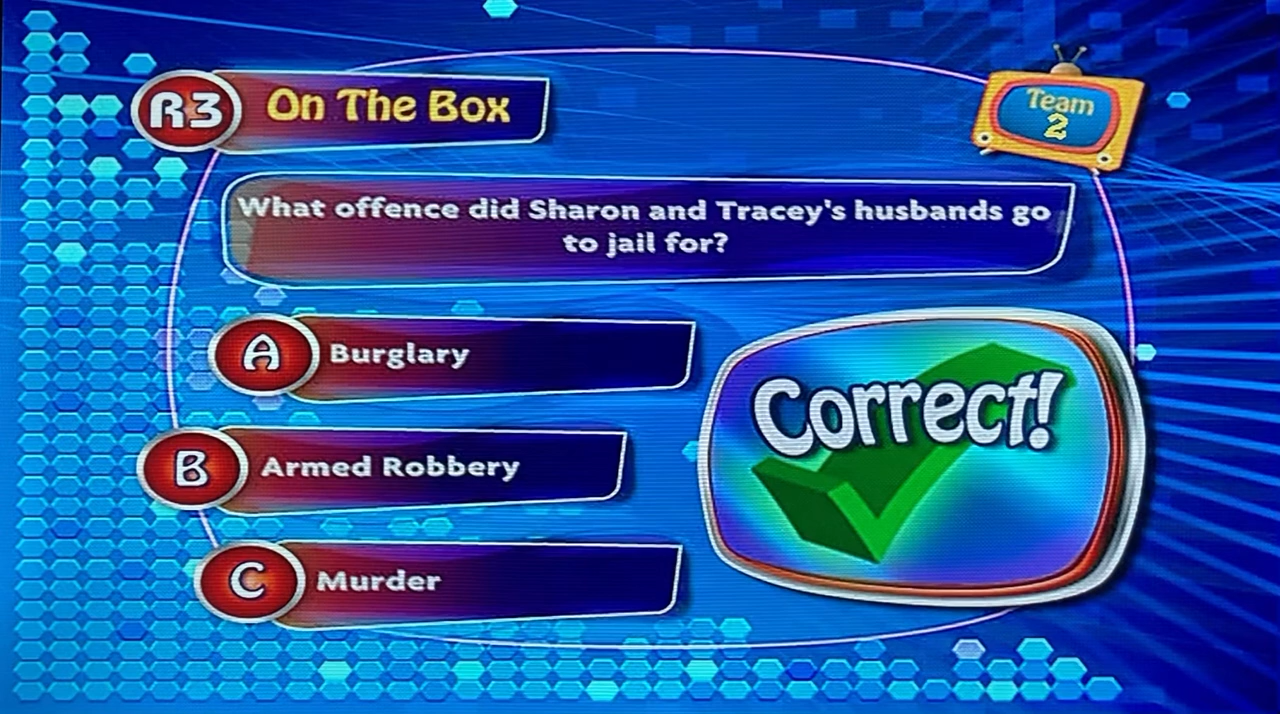 R3
On The Box
Team
2
What offence did Sharon and Tracey's husbands go
to jail for?
A
Burglary
B
Armed Robbery
C
Murder
Correct!